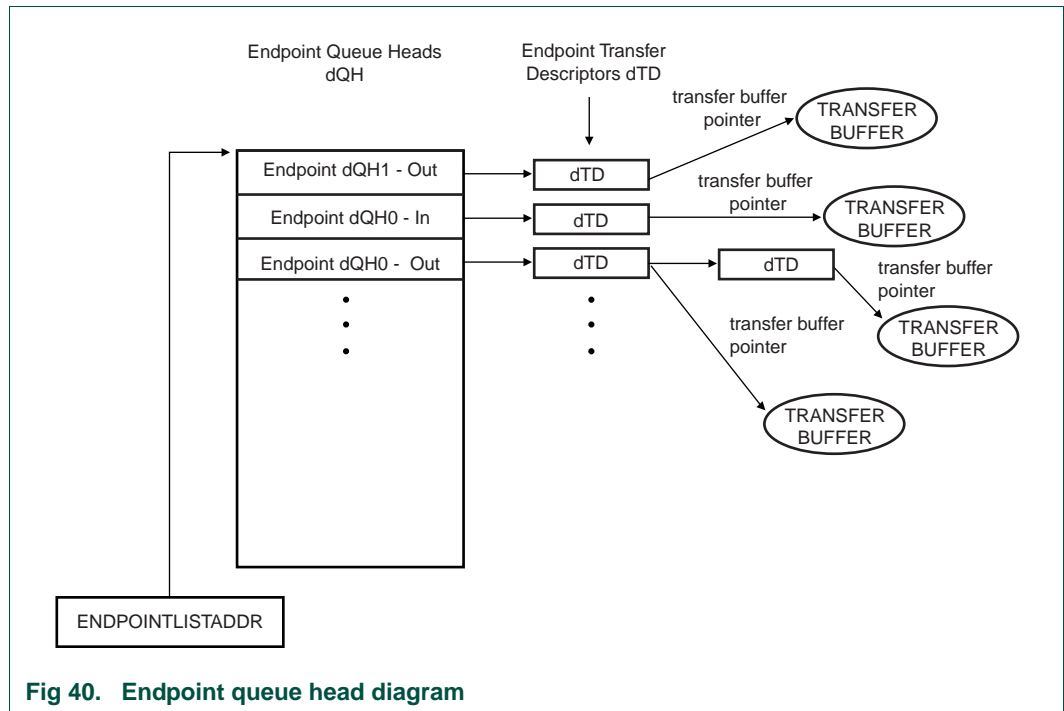 Endpoint Queue Heads
dQH
Endpoint Transfer
Descriptors dTD
transfer buffer
pointer
TRANSFER
BUFFER
Endpoint dQH1 - Out
dTD
transfer buffer
pointer
Endpoint dQH0 - In
dTD
TRANSFER
BUFFER
Endpoint dQH0 - Out
dTD
dTD
transfer buffer
pointer
transfer buffer
pointer
TRANSFER
BUFFER
TRANSFER
BUFFER
ENDPOINTLISTADDR
Fig 40. Endpoint queue head diagram